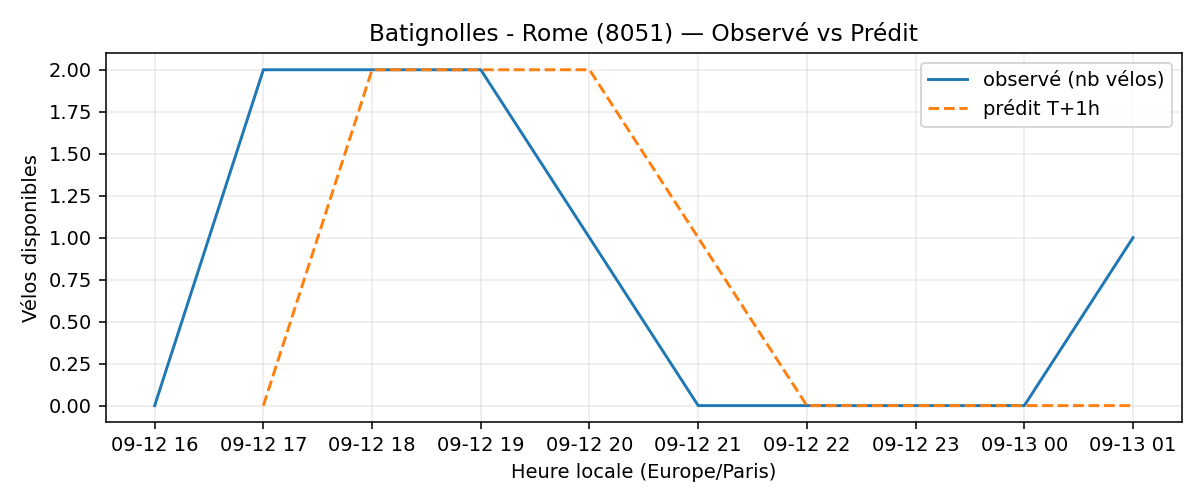 Batignolles - Rome (8051) — Observé vs Prédit
observé (nb vélos)
prédit T+1h
Vélos disponibles
2.00
1.75
1.50
1.25
1.00
0.75
0.50
0.25
0.00
09-12 16 09-12 17 09-12 18 09-12 19 09-12 20 09-12 21 09-12 22 09-12 23 09-13 00 09-13 01
Heure locale (Europe/Paris)